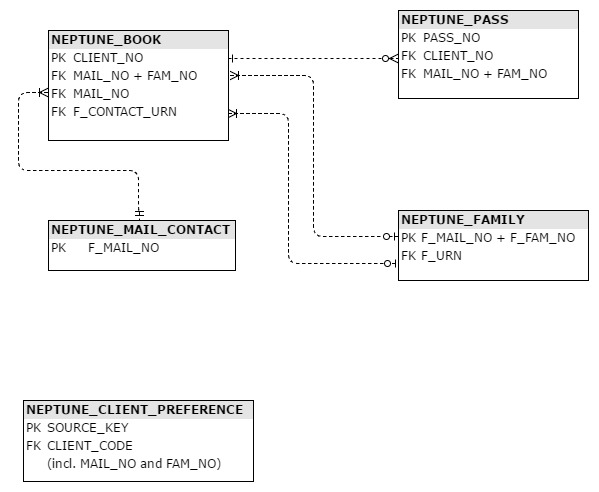 NEPTUNE_BOOK
PK CLIENT_NO
FK MAIL_NO + FAM_NO
FK MAIL_NO
FK F_CONTACT_URN
NEPTUNE_PASS
PK PASS_NO
FK CLIENT_NO
FK MAIL_NO + FAM_NO
NEPTUNE_MAIL_CONTACT
PK F_MAIL_NO
NEPTUNE_FAMILY
PK F_MAIL_NO + F_FAM_NO
FK F_URN
NEPTUNE_CLIENT_PREFERENCE
PK SOURCE_KEY
FK CLIENT_CODE
(incl. MAIL_NO and FAM_NO)